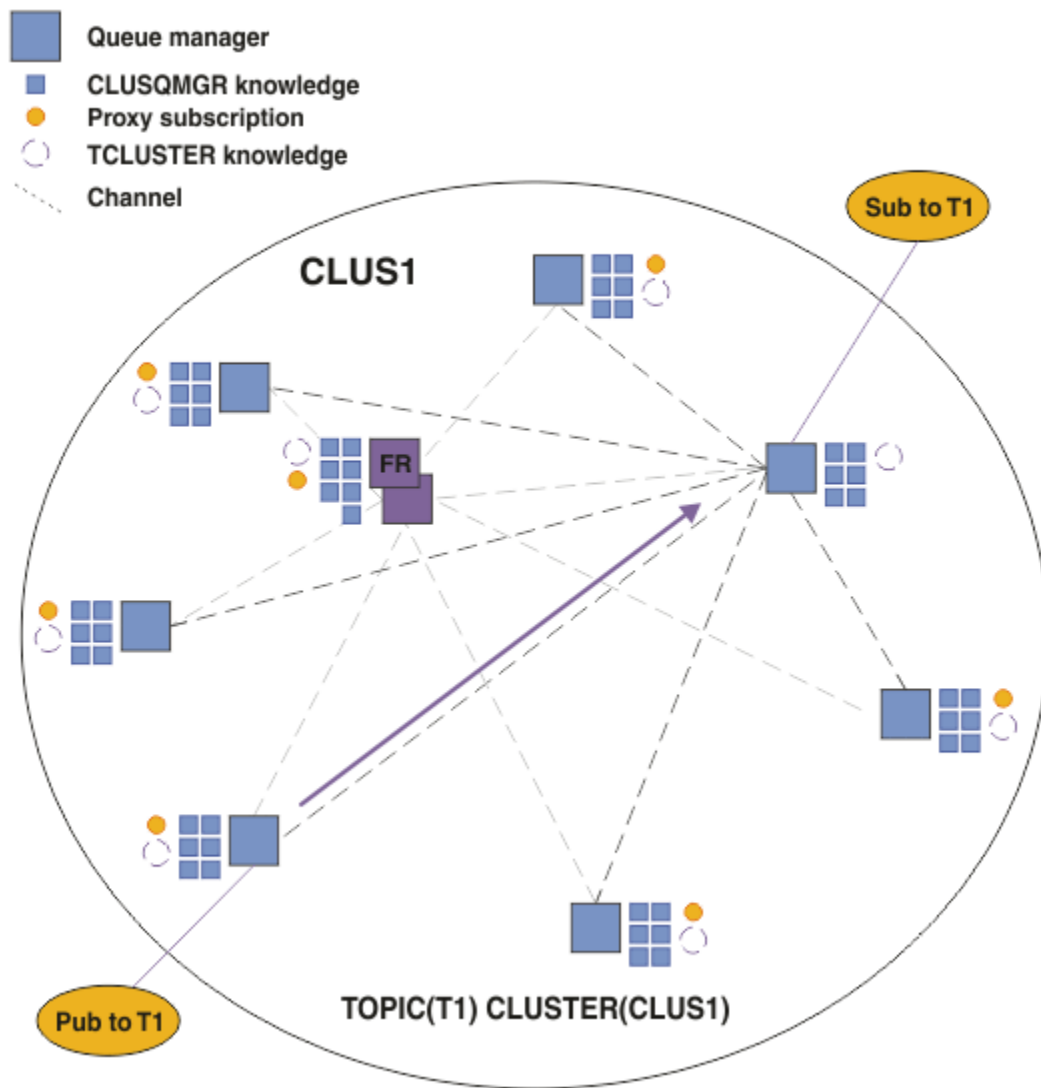 Queue manager
CLUSQMGR knowledge
Proxy subscription
TCLUSTER knowledge
Channel
Sub to T1
CLUS1
FR
Pub to T1
TOPIC(T1) CLUSTER(CLUS1)